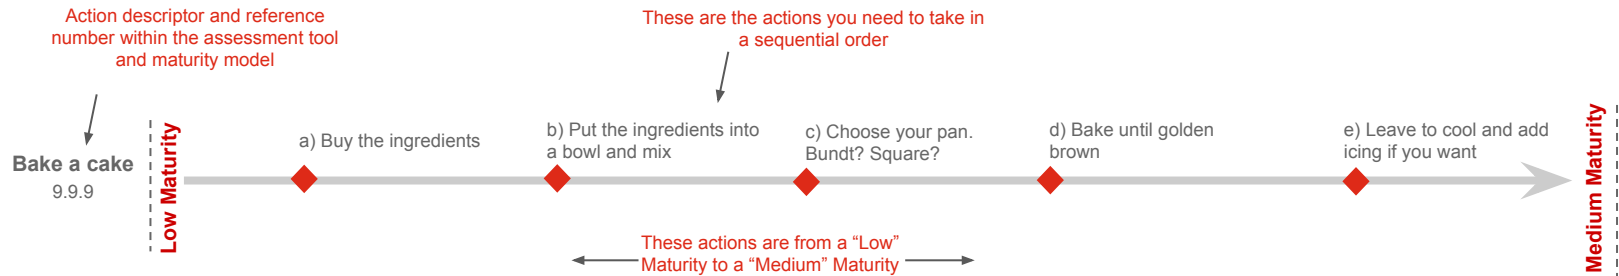 Action descriptor and reference
number within the assessment tool
and maturity model
These are the actions you need to take in
a sequential order
Bake a cake
9.9.9
Low Maturity
a) Buy the ingredients
b) Put the ingredients into
a bowl and mix
c) Choose your pan.
Bundt? Square?
d) Bake until golden
brown
e) Leave to cool and add
icing if you want
Medium Maturity
These actions are from a “Low”
Maturity to a “Medium” Maturity